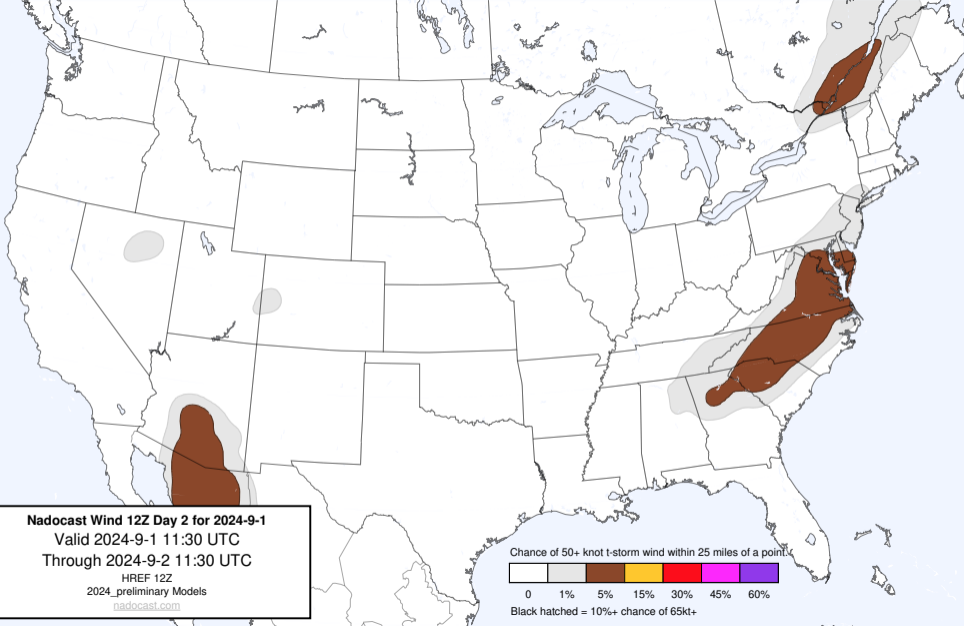 Nadocast Wind 12Z Day 2 for 2024-9-1
Valid 2024-9-1 11:30 UTC
Through 2024-9-2 11:30 UTC
HREF 12Z
2024_preliminary Models
nadocast.com
Chance of 50+ knot t-storm wind within 25 miles of a point.
0 1% 5% 15% 30% 45% 60%
Black hatched = 10%+ chance of 65kt+